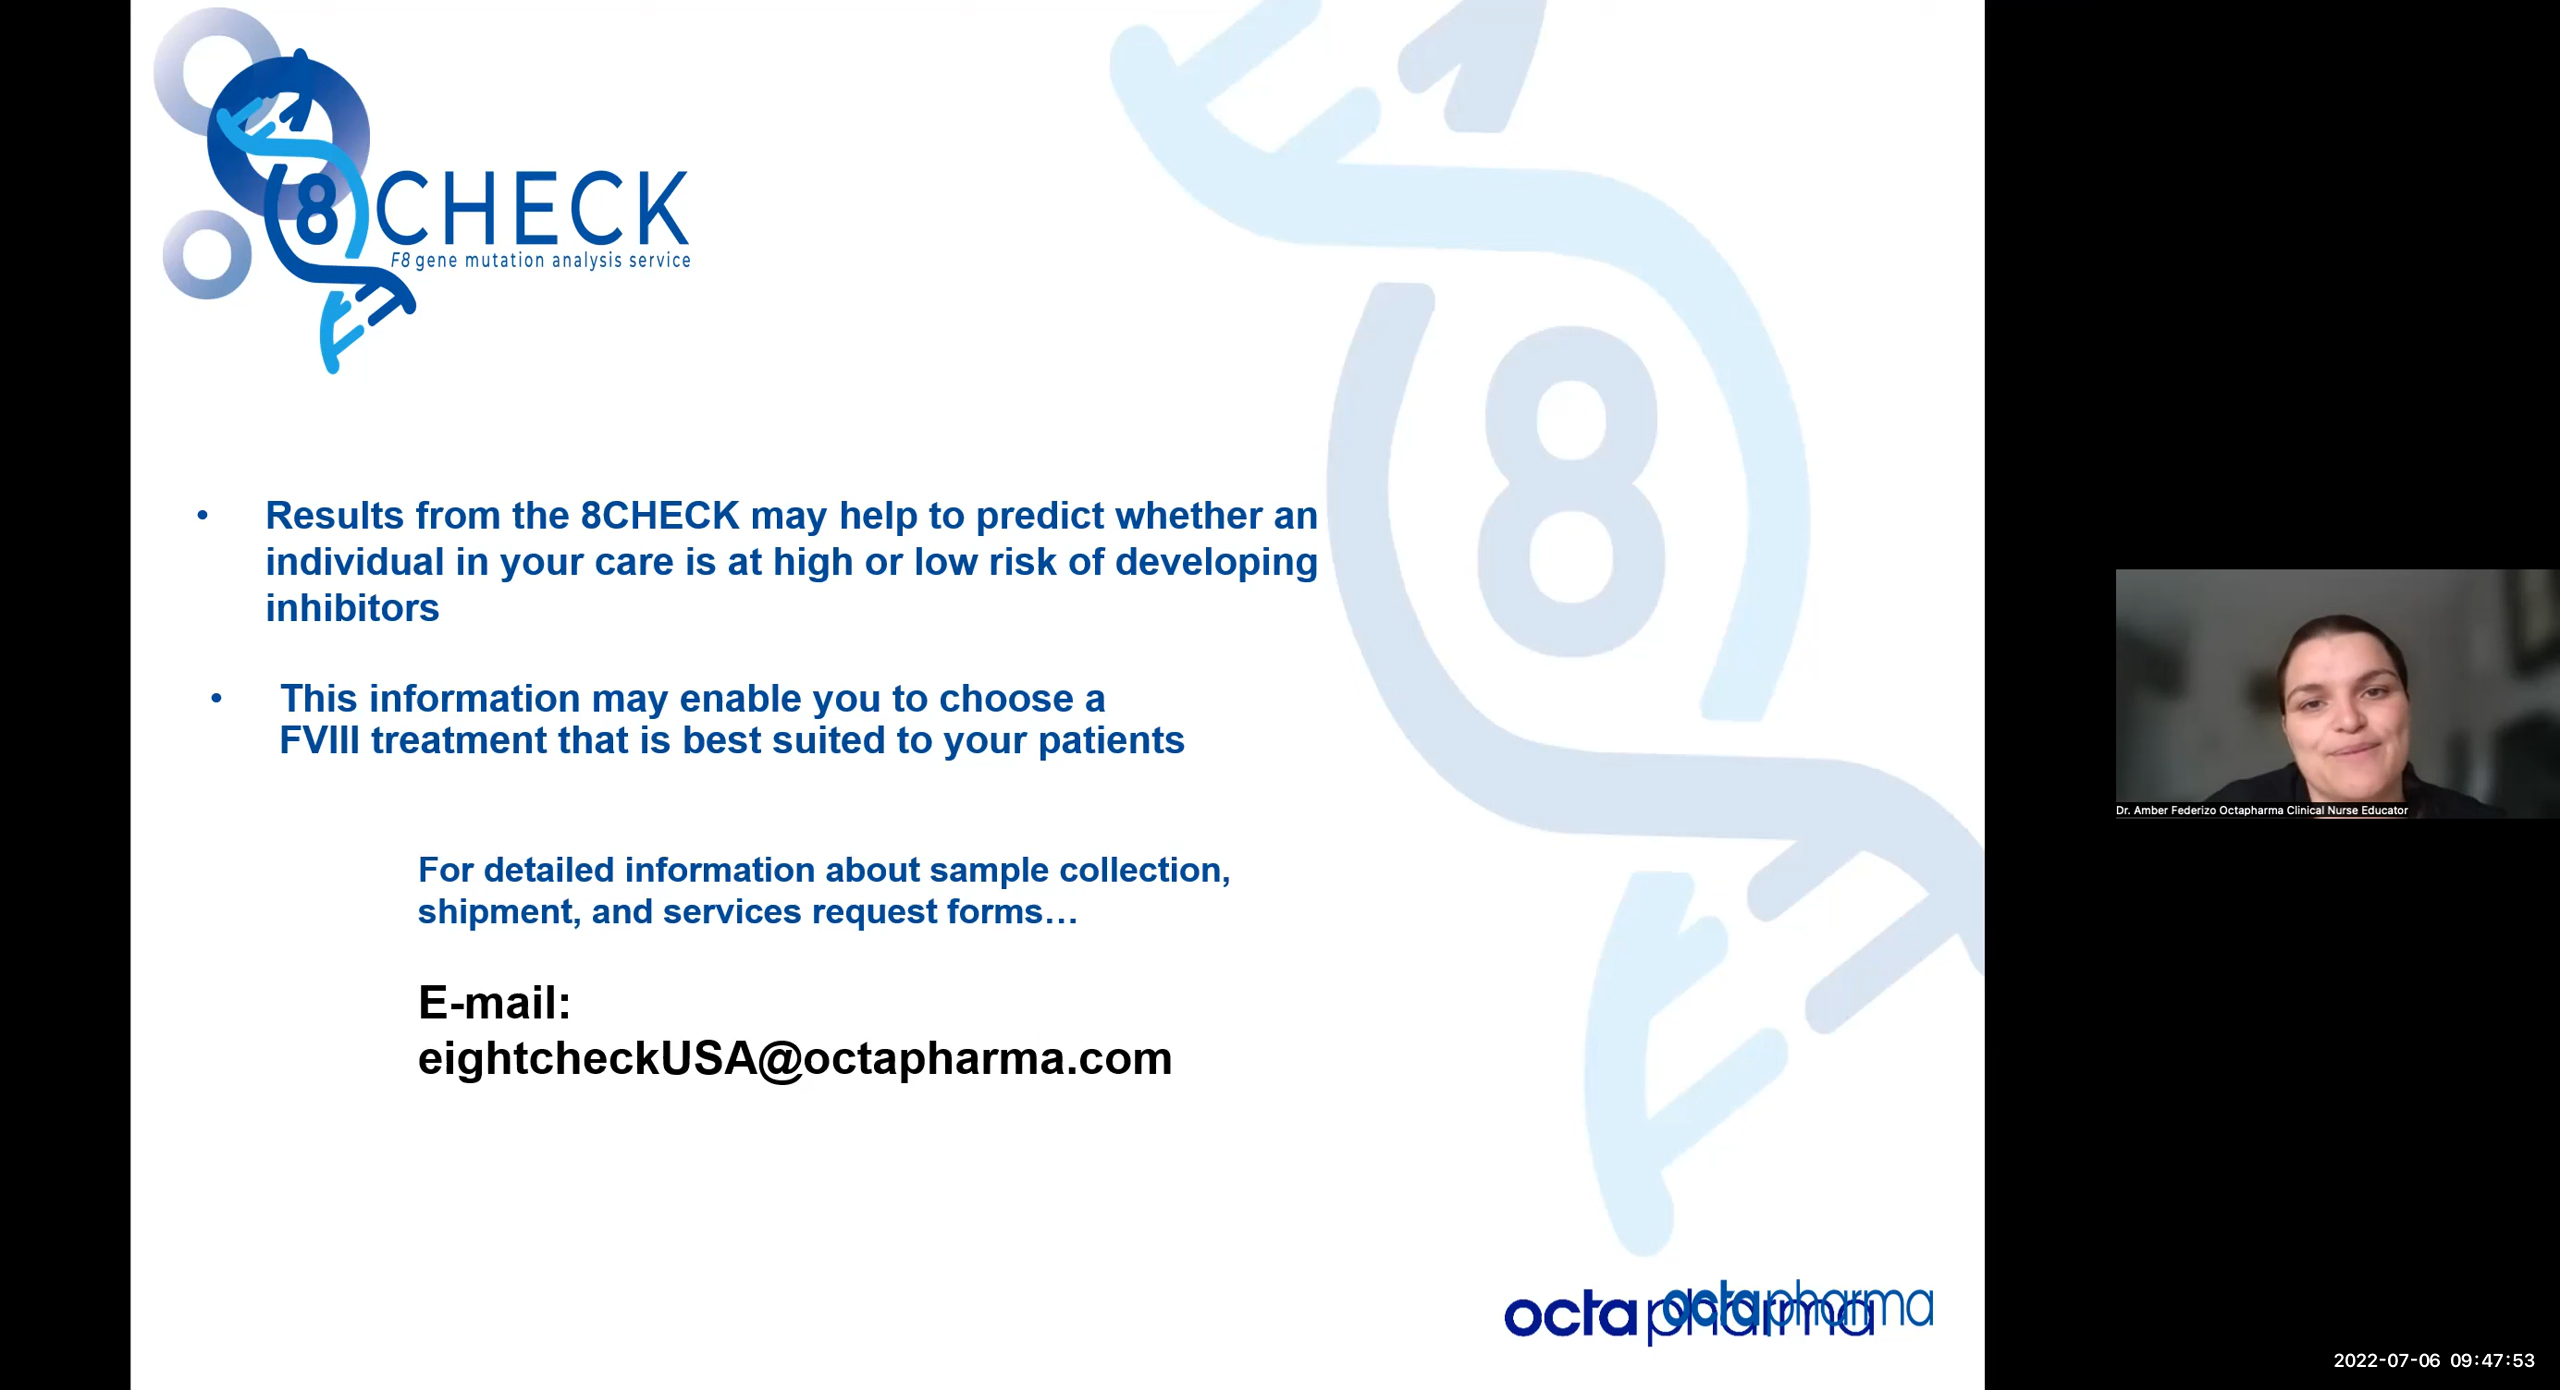 8CHECK
F8 gene mutation analysis service
• Results from the 8CHECK may help to predict whether an
individual in your care is at high or low risk of developing
inhibitors
• This information may enable you to choose a
FVIII treatment that is best suited to your patients
For detailed information about sample collection,
shipment, and services request forms…
E-mail:
eightcheckUSA@octapharma.com
8
Dr. Amber Federizo Octapharma Clinical Nurse Educator
octapharma
octapharma
2022-07-06 09:47:53